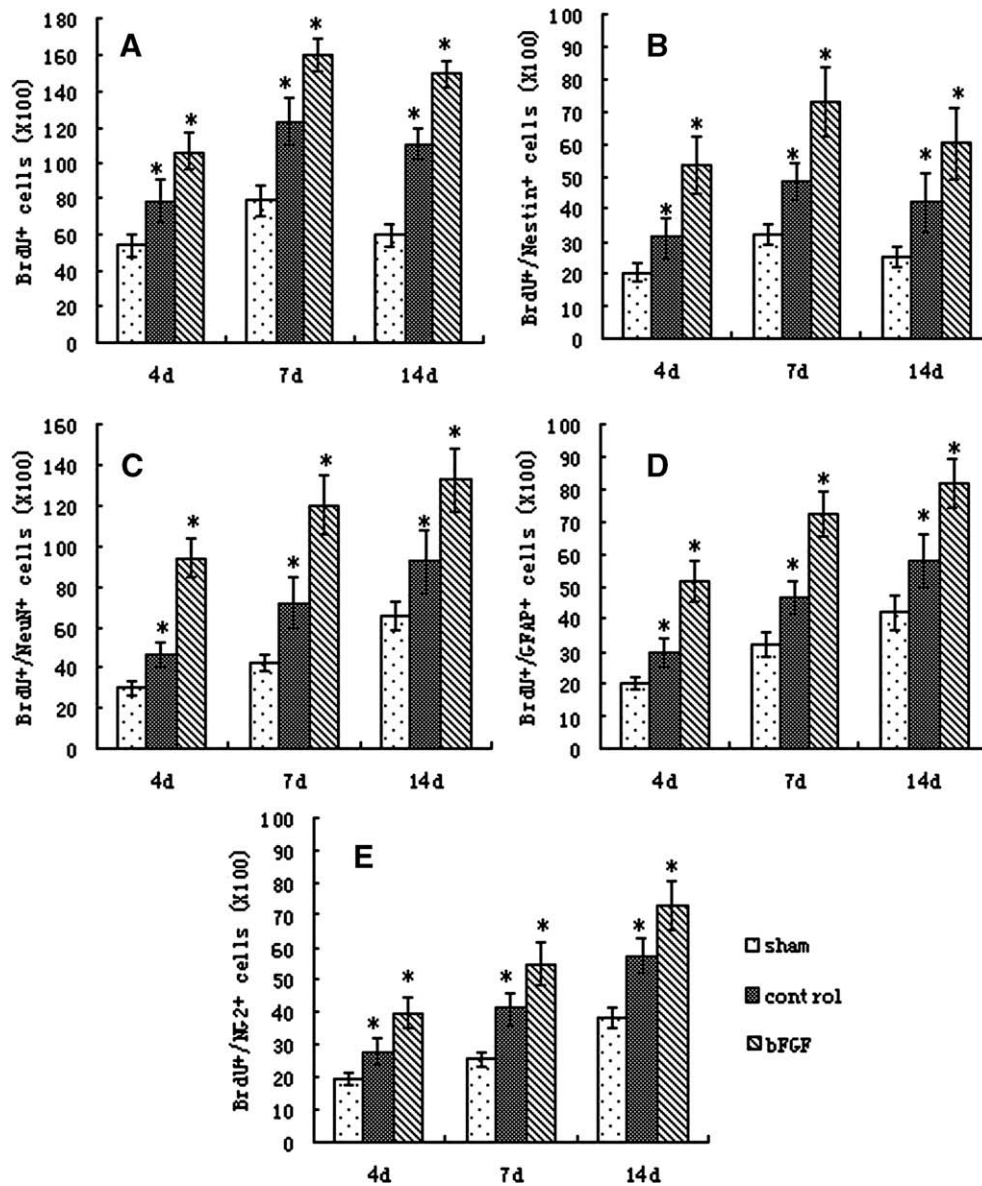 A
BrdU+ cells (X100)
180
160
140
120
100
80
60
40
20
0
* * * * * *
4d 7d 14d
B
BrdU+/Nestin+ cells (X100)
100
90
80
70
60
50
40
30
20
10
0
* * * * * *
4d 7d 14d
C
BrdU+/NeuN+ cells (X100)
160
140
120
100
80
60
40
20
0
* * * * * *
4d 7d 14d
D
BrdU+/GFAP+ cells (X100)
100
90
80
70
60
50
40
30
20
10
0
* * * * * *
4d 7d 14d
E
BrdU+/NG2+ cells (X100)
100
90
80
70
60
50
40
30
20
10
0
* * * * * *
4d 7d 14d
sham
control
bFGF